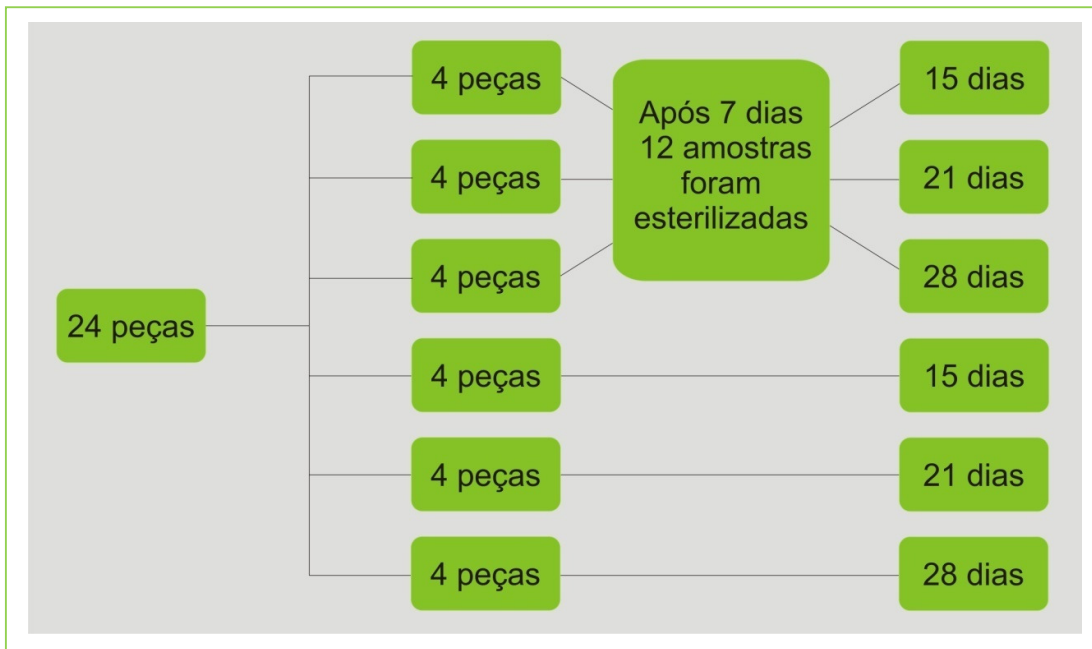 24 peças
4 peças
4 peças
4 peças
4 peças
4 peças
4 peças
Após 7 dias
12 amostras
foram
esterilizadas
15 dias
21 dias
28 dias
15 dias
21 dias
28 dias